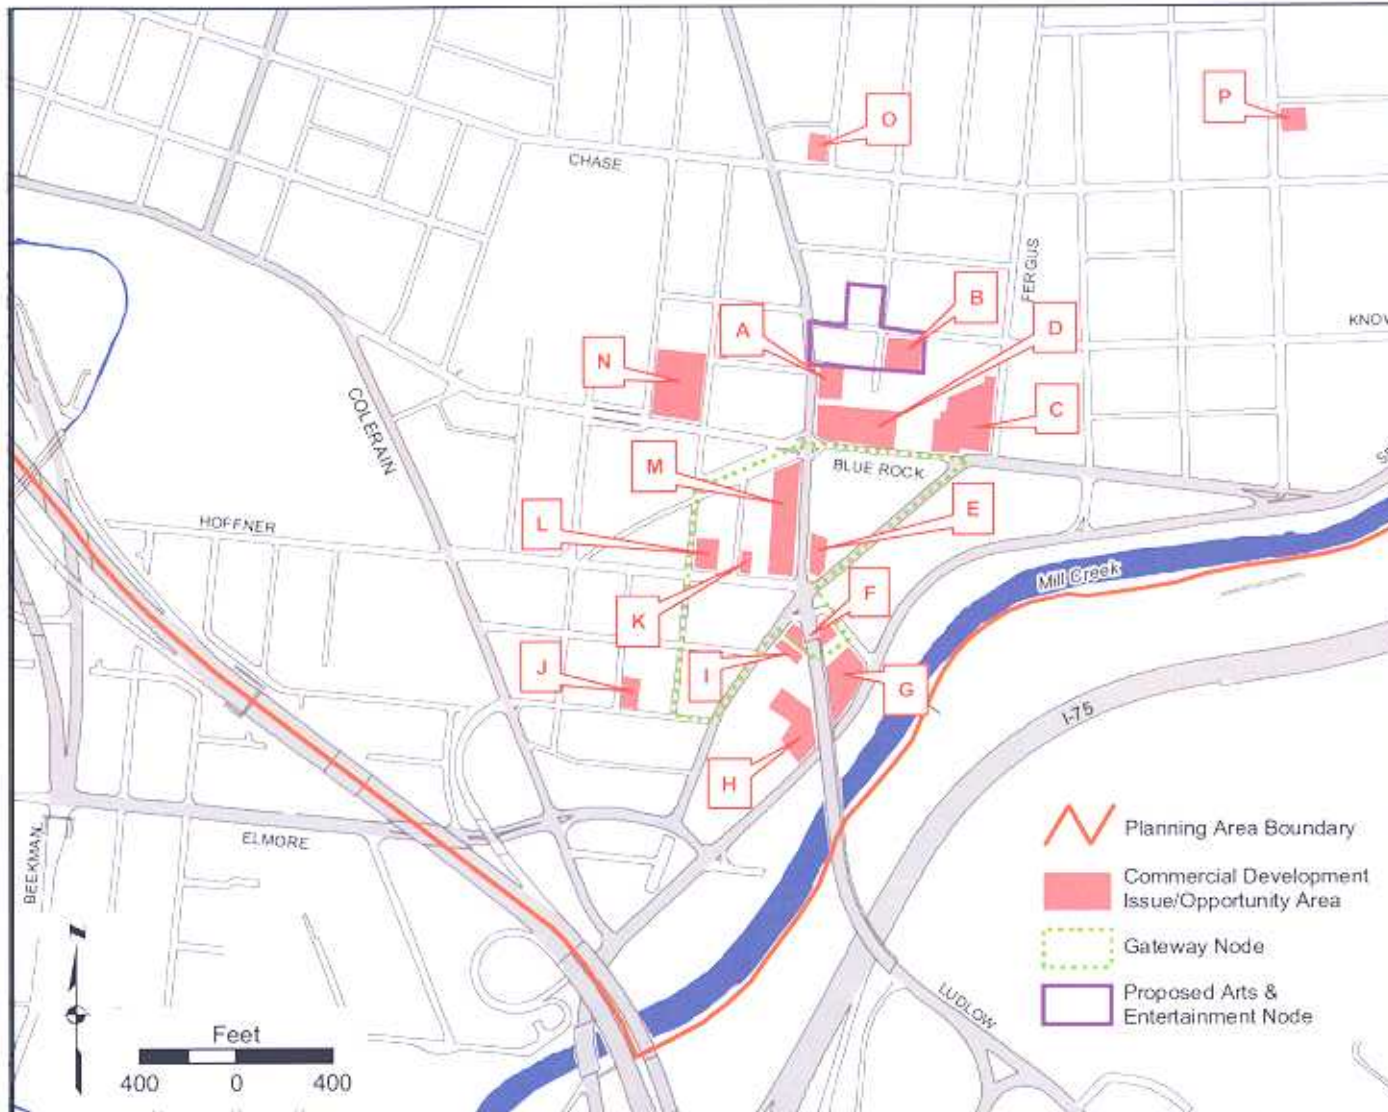 P
O
CHASE
FERGUS
B
KNOW
A
D
N
C
COLERAIN
M
BLUE ROCK
E
L
HOFFNER
Mill Creek
F
K
J
I
G
I-75
H
ELMORE
BEEKMAN
LUDLOW
Planning Area Boundary
Commercial Development
Issue/Opportunity Area
Gateway Node
Proposed Arts &
Entertainment Node
N
Feet
400 0 400